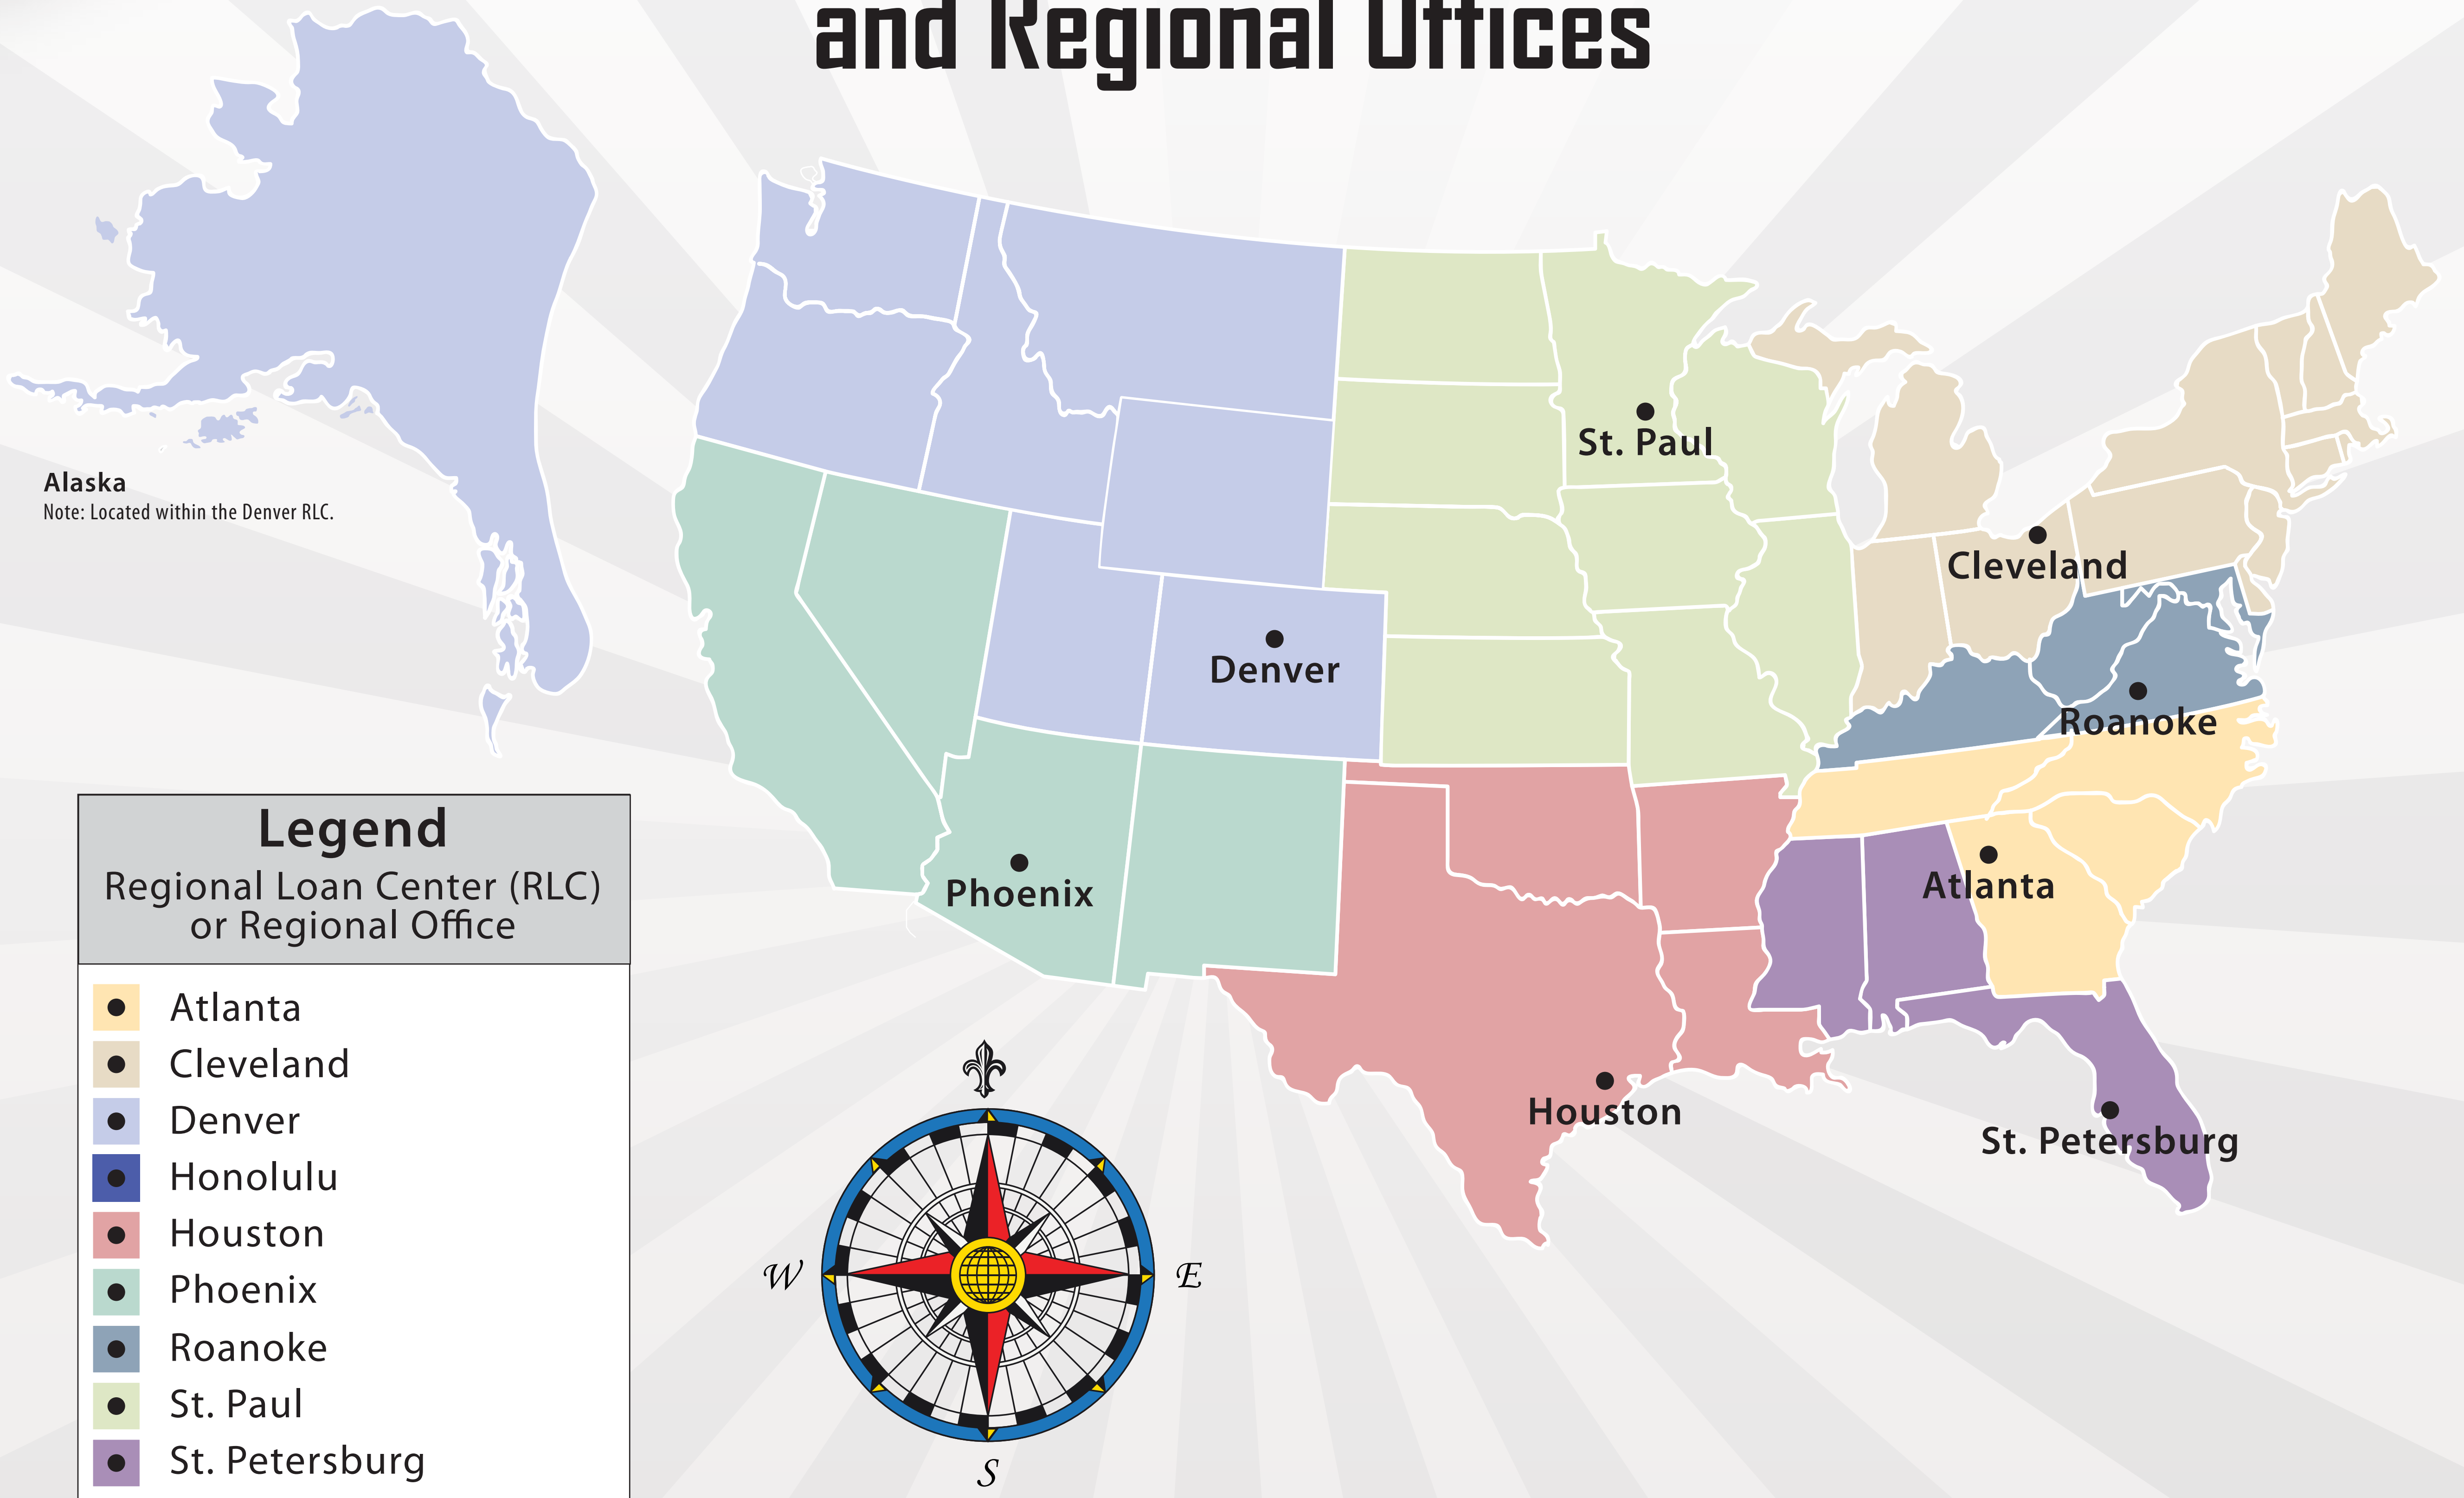 and Regional Offices
Alaska
Note: Located within the Denver RLC.
St. Paul
Cleveland
Denver
Roanoke
Phoenix
Atlanta
Houston
St. Petersburg
Legend
Regional Loan Center (RLC)
or Regional Office
Atlanta
Cleveland
Denver
Honolulu
Houston
Phoenix
Roanoke
St. Paul
St. Petersburg
W
E
S